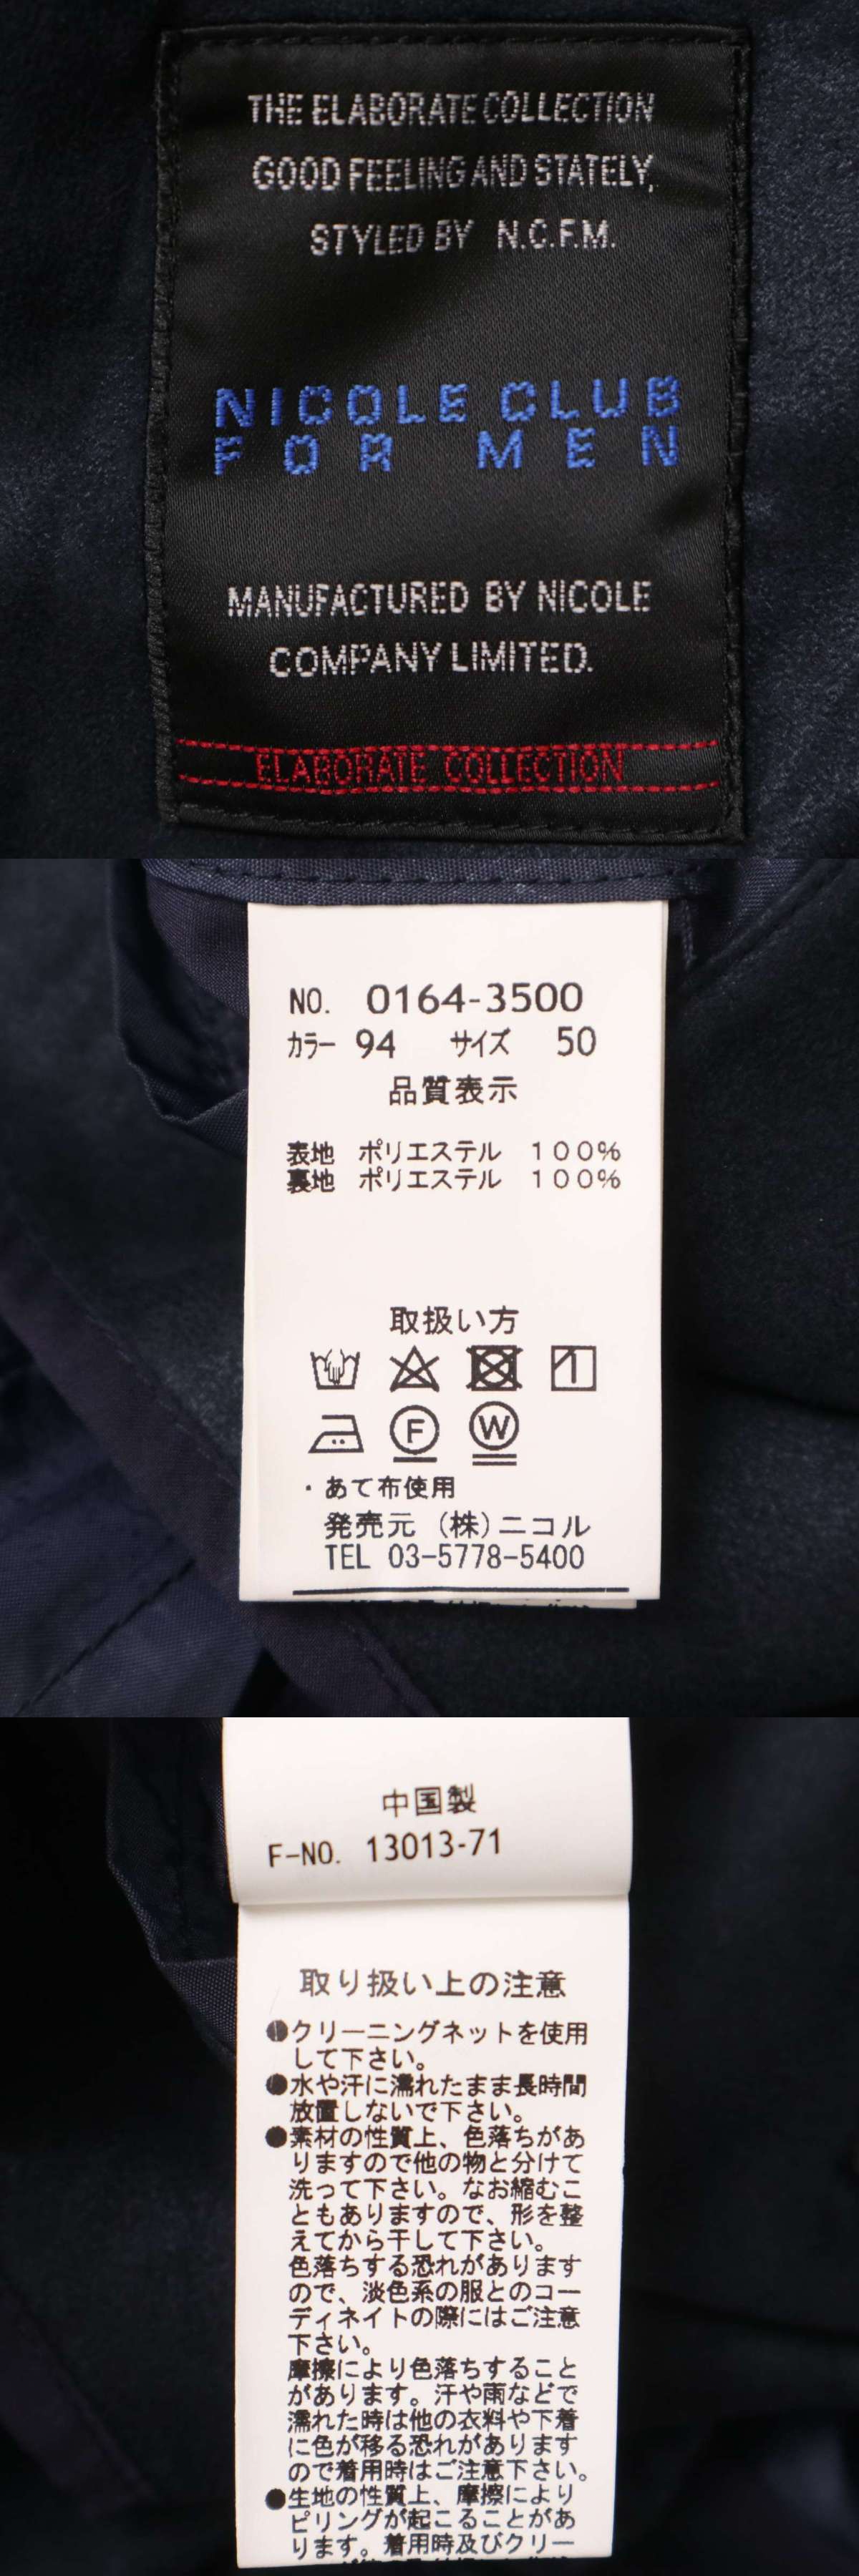 THE ELABORATE COLLECTION
GOOD FEELING AND STATELY,
STYLED BY N.C.F.M.
NICOLE CLUB
FOR MEN
MANUFACTURED BY NICOLE
COMPANY LIMITED.
ELABORATE COLLECTION
NO. 0164-3500
カラー 94 サイズ 50
品質表示
表地 ポリエステル 100%
裏地 ポリエステル 100%
取扱い方
F W
・あて布使用
発売元 (株)ニコル
TEL 03-5778-5400
中国製
F-NO. 13013-71
取り扱い上の注意
●クリーニングネットを使用
して下さい。
●水や汗に濡れたまま長時間
放置しないで下さい。
●素材の性質上、色落ちがあ
りますので他の物と分けて
洗って下さい。なお縮むこ
ともありますので、形を整
えてから干して下さい。
色落ちする恐れがあります
ので、淡色系の服とのコー
ディネイトの際にはご注意
下さい。
摩擦により色落ちすること
があります。汗や雨などで
濡れた時は他の衣料や下着
に色が移る恐れがあります
ので着用時はご注意下さい。
●生地の性質上、摩擦により
ピリングが起こることがあ
ります。着用時及びクリー